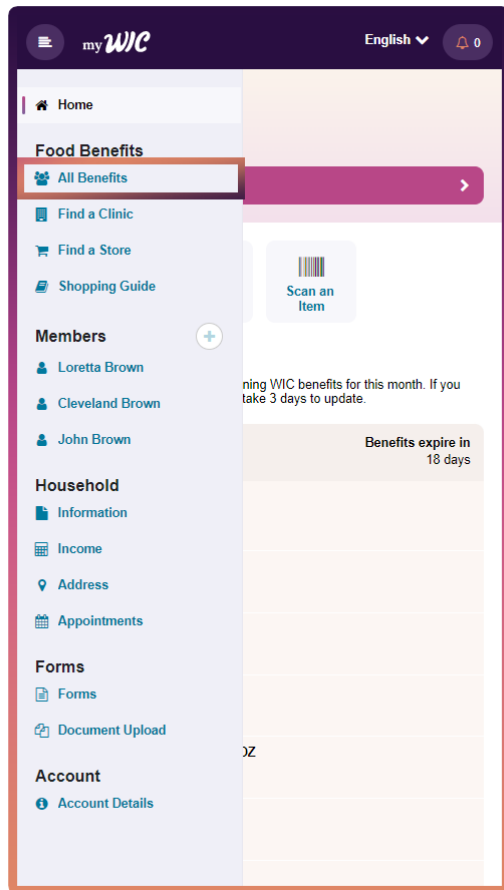 my WIC
English
0
Home
Food Benefits
All Benefits
Find a Clinic
Find a Store
Shopping Guide
Members
Loretta Brown
Cleveland Brown
John Brown
Household
Information
Income
Address
Appointments
Forms
Forms
Document Upload
Account
Account Details
Scan an
Item
ning WIC benefits for this month. If you
take 3 days to update.
Benefits expire in
18 days
OZ